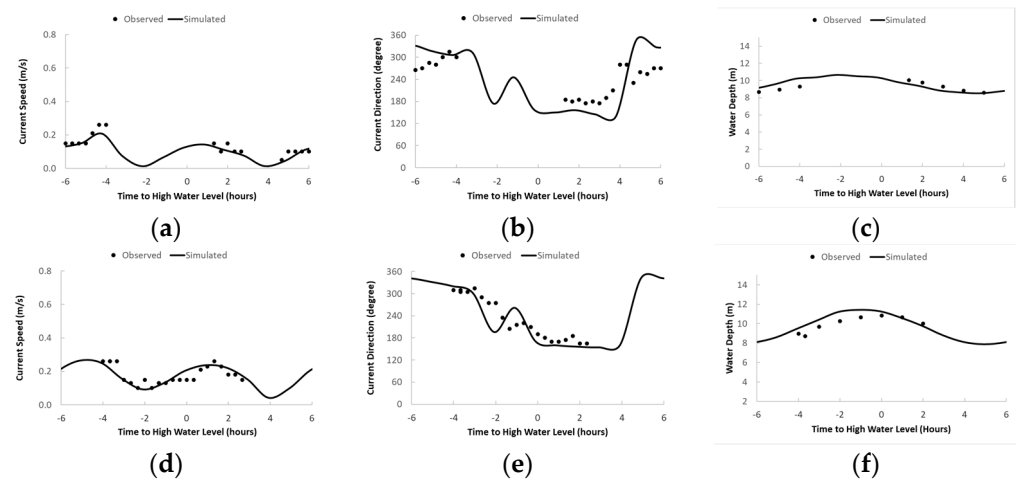 Observed Simulated
Current Speed (m/s)
0.8
0.6
0.4
0.2
0.0
-6 -4 -2 0 2 4 6
Time to High Water Level (hours)
(a)
Observed Simulated
Current Direction (degree)
360
300
240
180
120
60
0
-6 -4 -2 0 2 4 6
Time to High Water Level (hours)
(b)
Observed Simulated
Water Depth (m)
14
12
10
8
6
4
2
-6 -4 -2 0 2 4 6
Time to High Water Level (hours)
(c)
Observed Simulated
Current Speed (m/s)
0.8
0.6
0.4
0.2
0.0
-6 -4 -2 0 2 4 6
Time to High Water Level (hours)
(d)
Observed Simulated
Current Direction (degree)
360
300
240
180
120
60
0
-6 -4 -2 0 2 4 6
Time to High Water Level (hours)
(e)
Observed Simulated
Water Depth (m)
14
12
10
8
6
4
2
-6 -4 -2 0 2 4 6
Time to High Water Level (Hours)
(f)